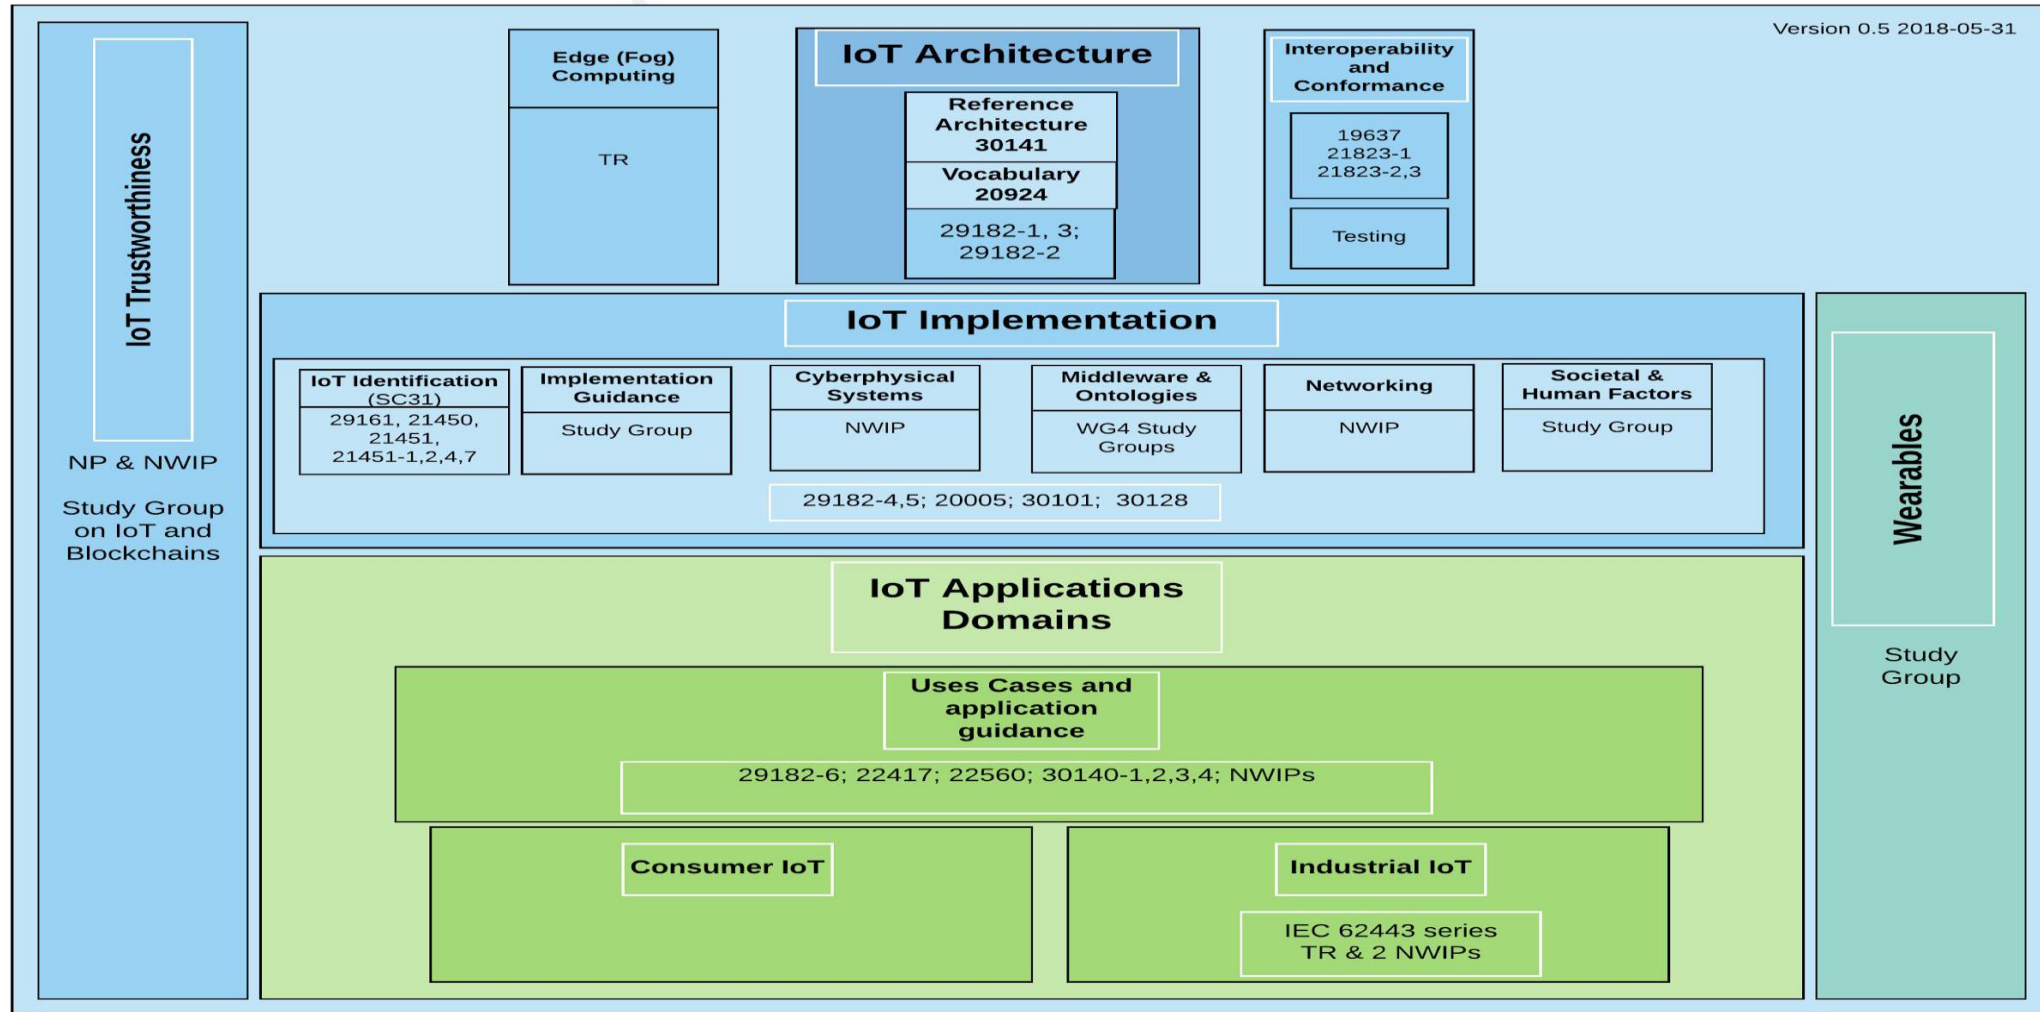 Version 0.5 2018-05-31
IoT Trustworthiness
NP & NWIP
Study Group
on IoT and
Blockchains
Edge (Fog)
Computing
TR
IoT Architecture
Reference
Architecture
30141
Vocabulary
20924
29182-1, 3;
29182-2
Interoperability
and
Conformance
19637
21823-1
21823-2,3
Testing
IoT Implementation
IoT Identification
(SC31)
29161, 21450,
21451,
21451-1,2,4,7
Implementation
Guidance
Study Group
Cyberphysical
Systems
NWIP
Middleware &
Ontologies
WG4 Study
Groups
Networking
NWIP
Societal &
Human Factors
Study Group
29182-4,5; 20005; 30101;  30128
IoT Applications
Domains
Uses Cases and
application
guidance
29182-6; 22417; 22560; 30140-1,2,3,4; NWIPs
Consumer IoT
Industrial IoT
IEC 62443 series
TR & 2 NWIPs
Wearables
Study
Group